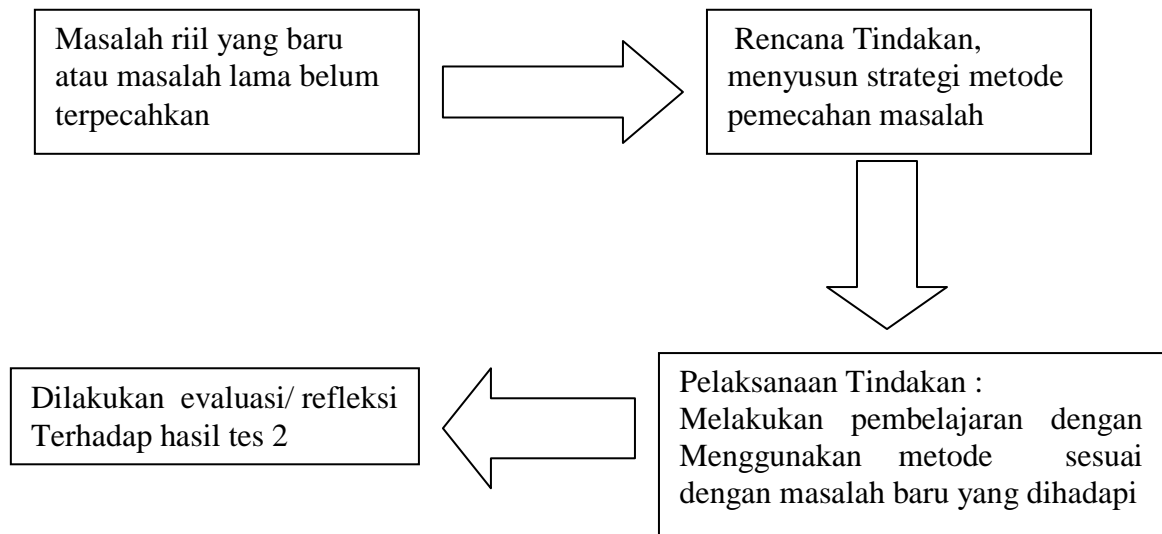 Masalah riil yang baru
atau masalah lama belum
terpecahkan
Rencana Tindakan,
menyusun strategi metode
pemecahan masalah
Pelaksanaan Tindakan :
Melakukan pembelajaran dengan
Menggunakan metode sesuai
dengan masalah baru yang dihadapi
Dilakukan evaluasi/ refleksi
Terhadap hasil tes 2